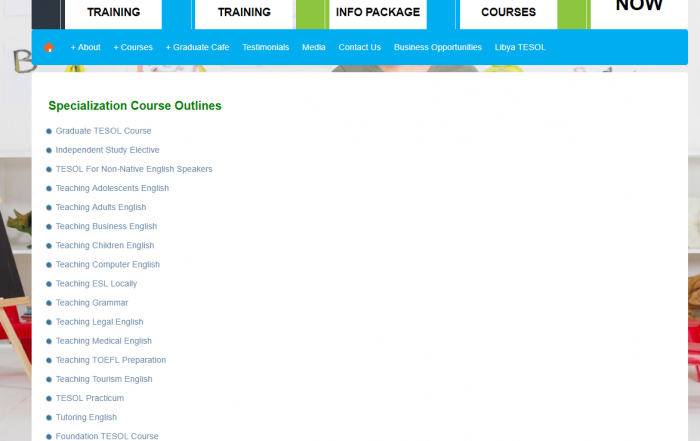 TRAINING
TRAINING
INFO PACKAGE
COURSES
NOW
+ About
+ Courses
+ Graduate Cafe
Testimonials
Media
Contact Us
Business Opportunities
Libya TESOL
B
Specialization Course Outlines
Graduate TESOL Course
Independent Study Elective
TESOL For Non-Native English Speakers
Teaching Adolescents English
Teaching Adults English
Teaching Business English
Teaching Children English
Teaching Computer English
Teaching ESL Locally
Teaching Grammar
Teaching Legal English
Teaching Medical English
Teaching TOEFL Preparation
Teaching Tourism English
TESOL Practicum
Tutoring English
Foundation TESOL Course